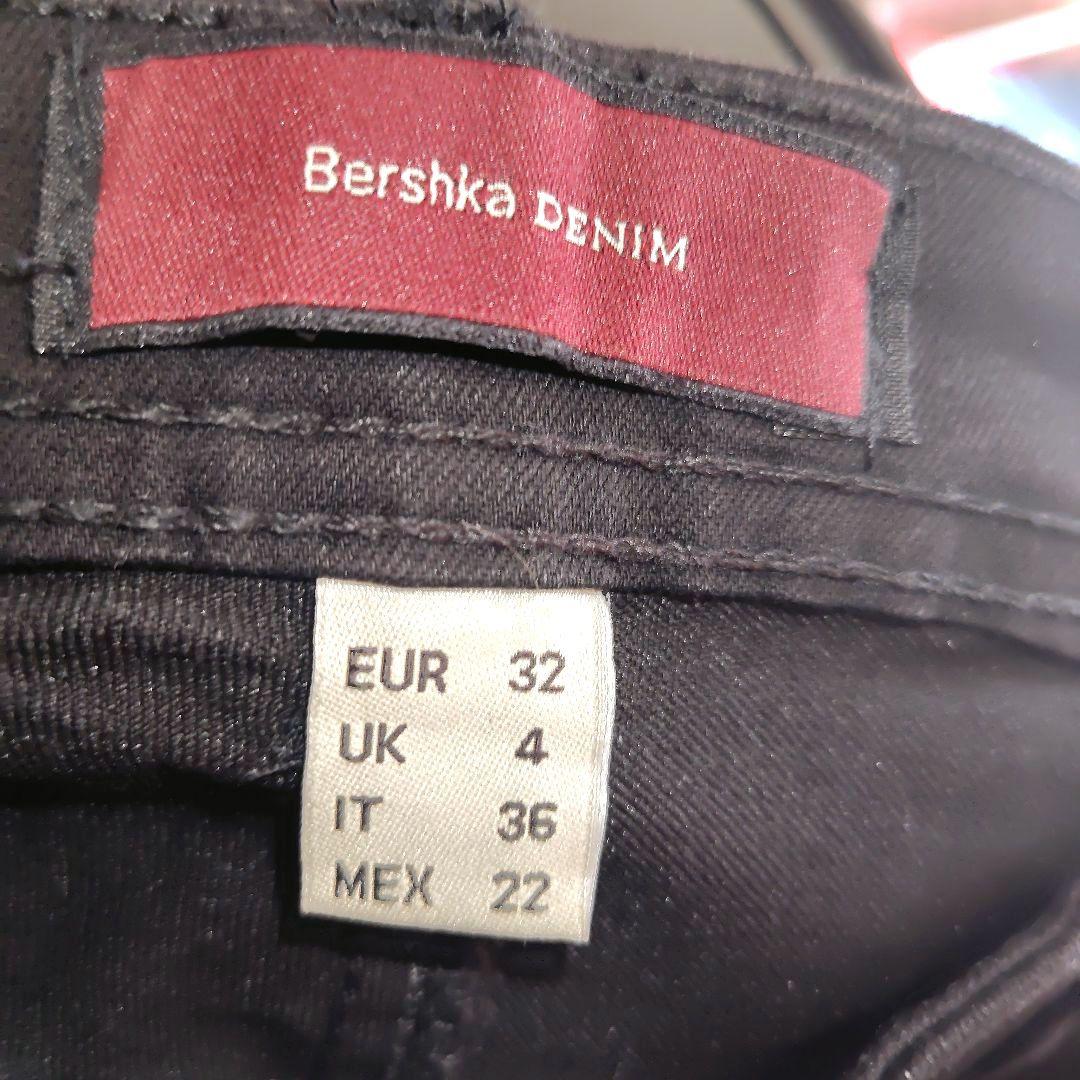 Bershka DENIM
EUR 32
UK 4
IT 36
MEX 22